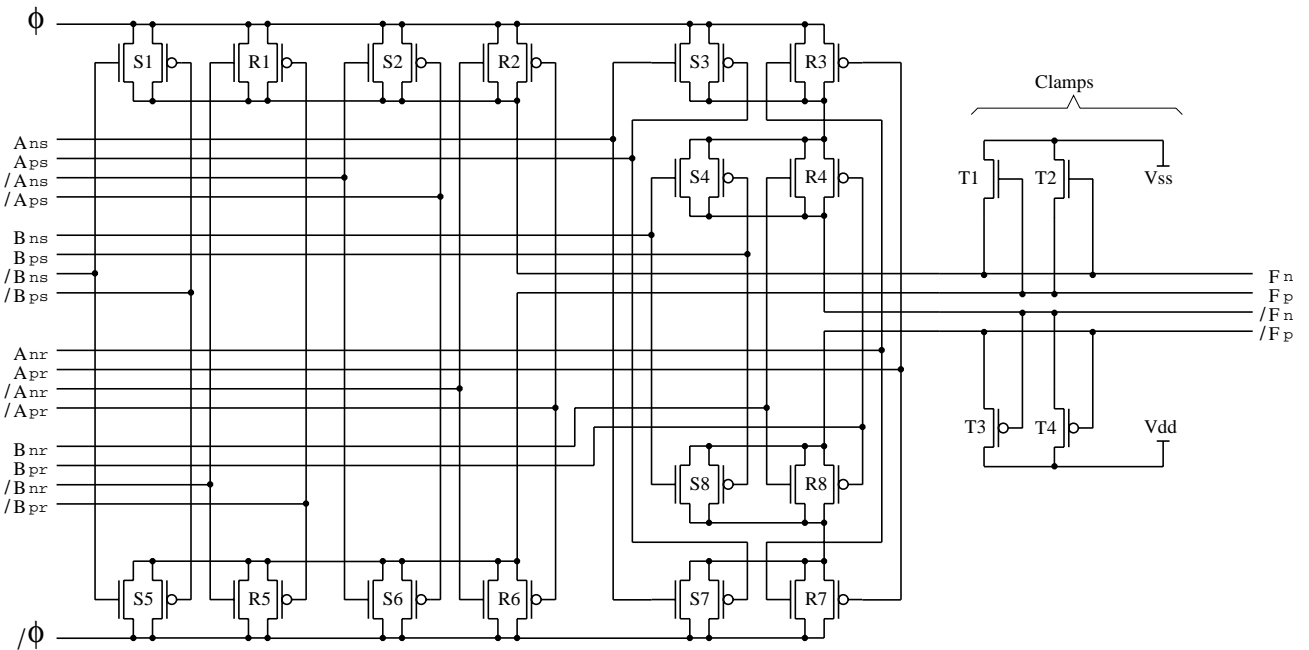 ϕ
S1 R1 S2 R2 S3 R3
Clamps
Ans
Aps
/Ans
/Aps
S4 R4
T1 T2 Vss
Bns
Bps
/Bns
/Bps
Fn
Fp
/Fn
/Fp
Anr
Apr
/Anr
/Apr
T3 T4 Vdd
Bnr
Bpr
/Bnr
/Bpr
S8 R8
S5 R5 S6 R6 S7 R7
/ϕ